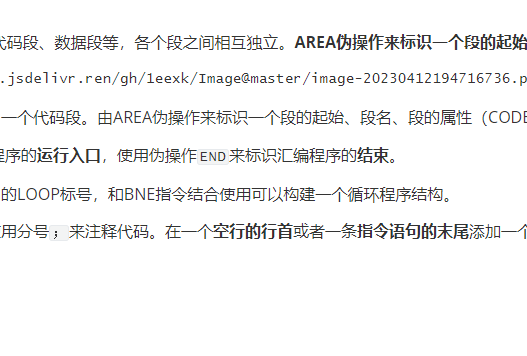 代码段、数据段等，各个段之间相互独立。AREA伪操作来标识一个段的起始
.jsdelivr.ren/gh/1eexk/Image@master/image-20230412194716736.p
一个代码段。由AREA伪操作来标识一个段的起始、段名、段的属性（CODE
程序的运行入口，使用伪操作END来标识汇编程序的结束。
的LOOP标号，和BNE指令结合使用可以构建一个循环程序结构。
用分号;来注释代码。在一个空行的行首或者一条指令语句的末尾添加一个